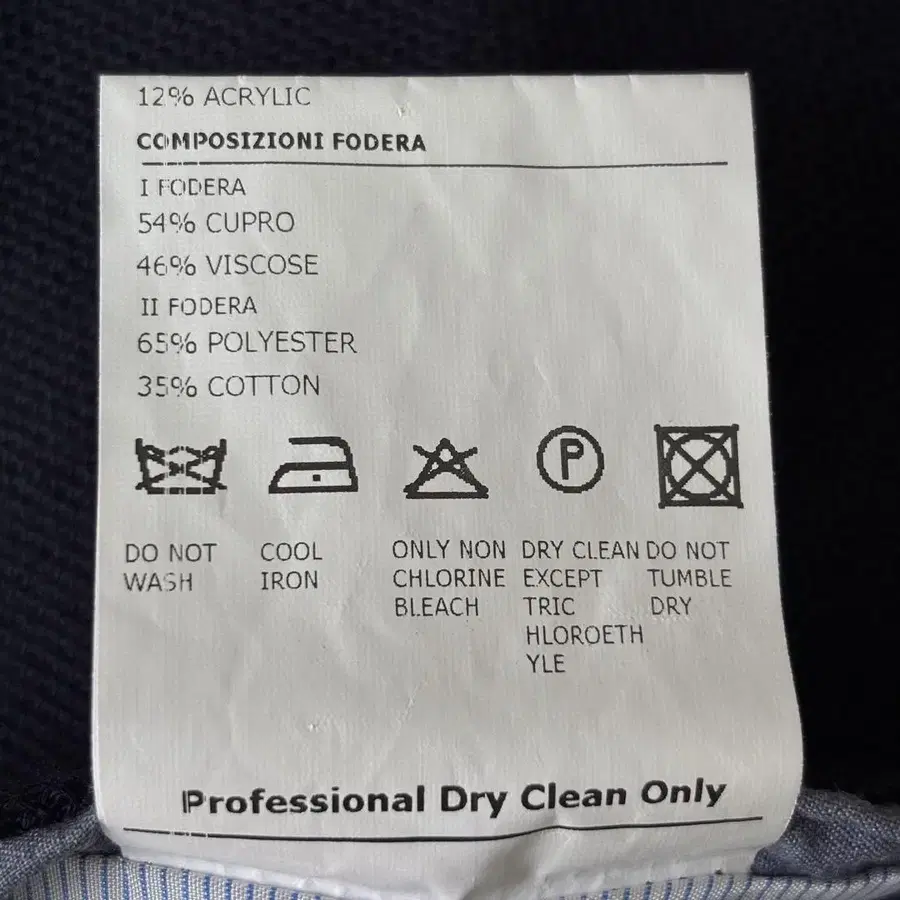 12% ACRYLIC
COMPOSIZIONI FODERA
I FODERA
54% CUPRO
46% VISCOSE
II FODERA
65% POLYESTER
35% COTTON
P
DO NOT
WASH
COOL
IRON
ONLY NON
CHLORINE
BLEACH
DRY CLEAN
EXCEPT
TRIC
HLOROETH
YLE
DO NOT
TUMBLE
DRY
Professional Dry Clean Only